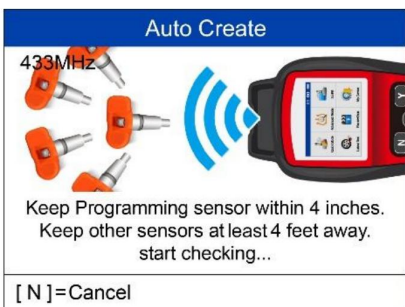 Auto Create
433MHz
Keep Programming sensor within 4 inches.
Keep other sensors at least 4 feet away.
start checking...
[ N ]=Cancel
Y
N